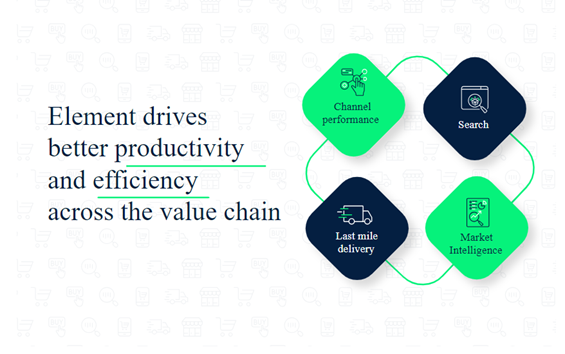 Element drives
better productivity
and efficiency
across the value chain
Channel
performance
Search
Last mile
delivery
Market
Intelligence